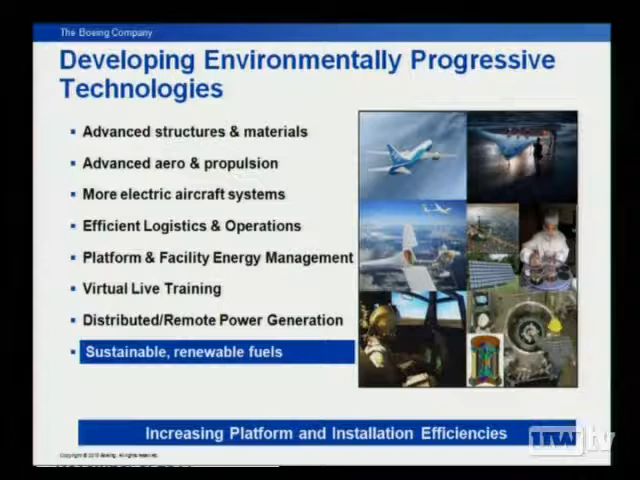 The Boeing Company
Developing Environmentally Progressive
Technologies
Advanced structures & materials
Advanced aero & propulsion
More electric aircraft systems
Efficient Logistics & Operations
Platform & Facility Energy Management
Virtual Live Training
Distributed/Remote Power Generation
Sustainable, renewable fuels
Increasing Platform and Installation Efficiencies
uwtv
Copyright © 2010 Boeing. All rights reserved.